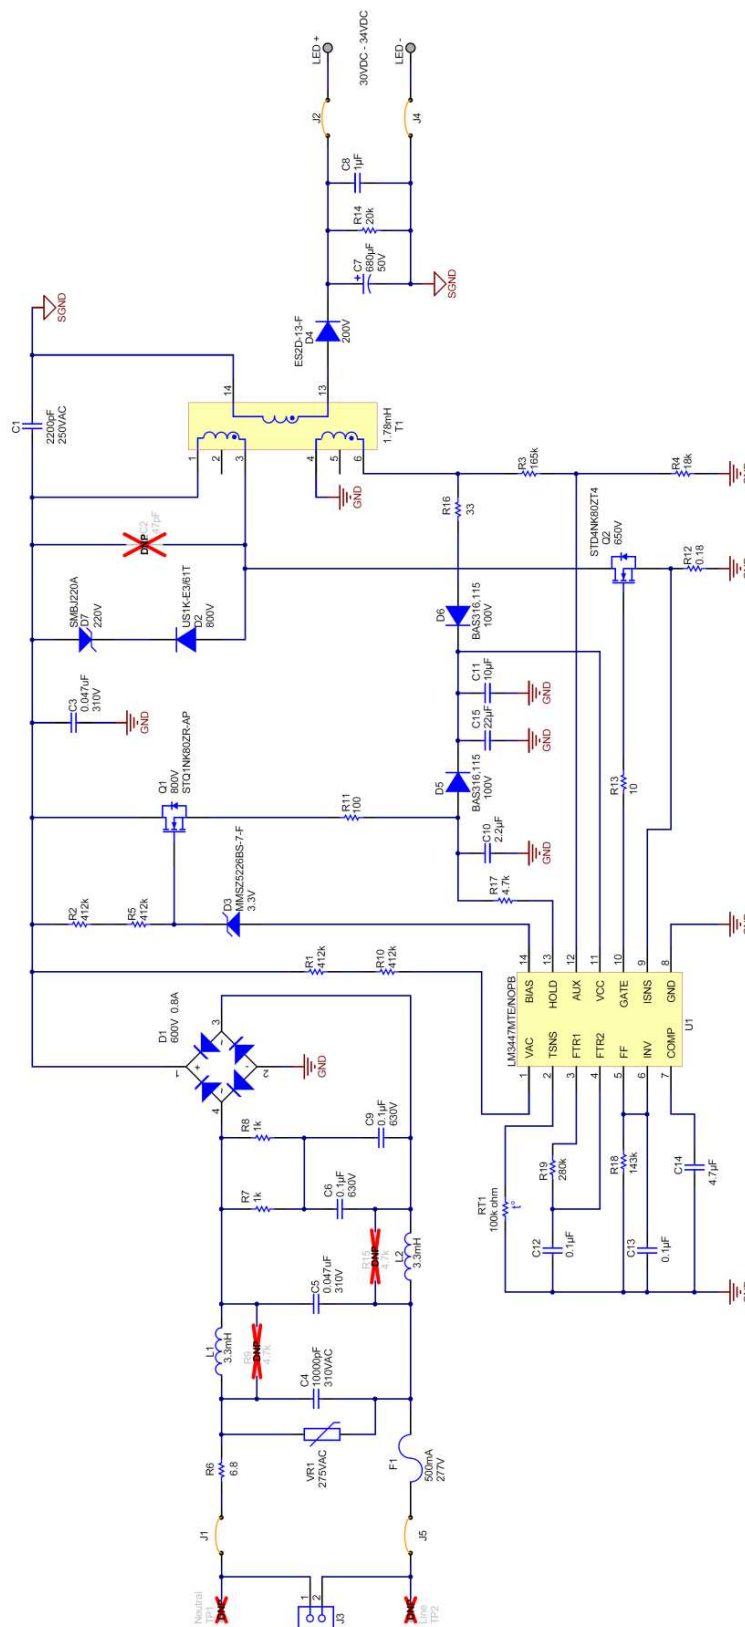 LED +
30VDC - 34VDC
LED -
J2
J4
C8
1µF
R14
20k
C7
680µF
50V
SGND
ES2D-13-F
D4
200V
SGND
C1
2200pF
250VAC
14
13
1
2
3
4
5
6
1.78mH
T1
GND
DNP
C2
47pF
SMBJ220A
D7
220V
US1K-E3/61T
D2
800V
C3
0.047uF
310V
GND
Q1
800V
STQ1NK80ZR-AP
R11
100
R2
412k
R5
412k
D3
MMSZ5226BS-7-F
3.3V
R1
412k
R10
412k
R16
33
R3
165k
R4
18k
GND
STD4NK80ZT4
Q2
650V
R12
0.18
GND
D6
BAS316,115
100V
C11
10µF
GND
C15
22µF
GND
D5
BAS316,115
100V
C10
2.2µF
GND
R17
4.7k
R13
10
GND
LM3447MTE/NOPB
U1
1
VAC
2
TSNS
3
FTR1
4
FTR2
5
FF
6
INV
7
COMP
14
BIAS
13
HOLD
12
AUX
11
VCC
10
GATE
9
ISNS
8
GND
D1
600V 0.8A
1
2
3
4
+
-
~
~
GND
R8
1k
R7
1k
C9
0.1µF
630V
C6
0.1µF
630V
DNP
R15
4.7k
L2
3.3mH
C5
0.047uF
310V
L1
3.3mH
DNP
R9
4.7k
C4
10000pF
310VAC
VR1
275VAC
R6
6.8
F1
500mA
277V
J1
J5
Neutral
TP1
DNP
1
2
J3
DNP
Line
TP2
RT1
100k ohm
t°
R19
280k
C12
0.1µF
R18
143k
C13
0.1µF
C14
4.7µF
GND